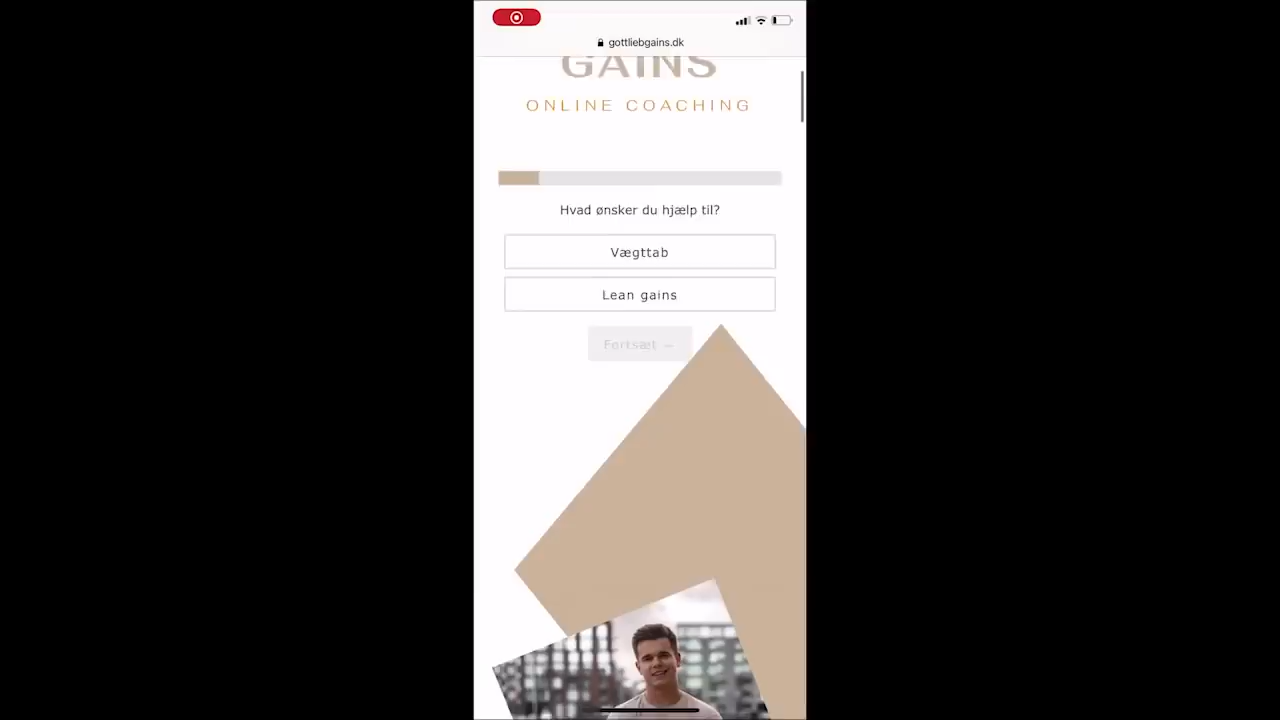 gottliebgains.dk
GAINS
ONLINE COACHING
Hvad ønsker du hjælp til?
Vægttab
Lean gains
Fortsæt →